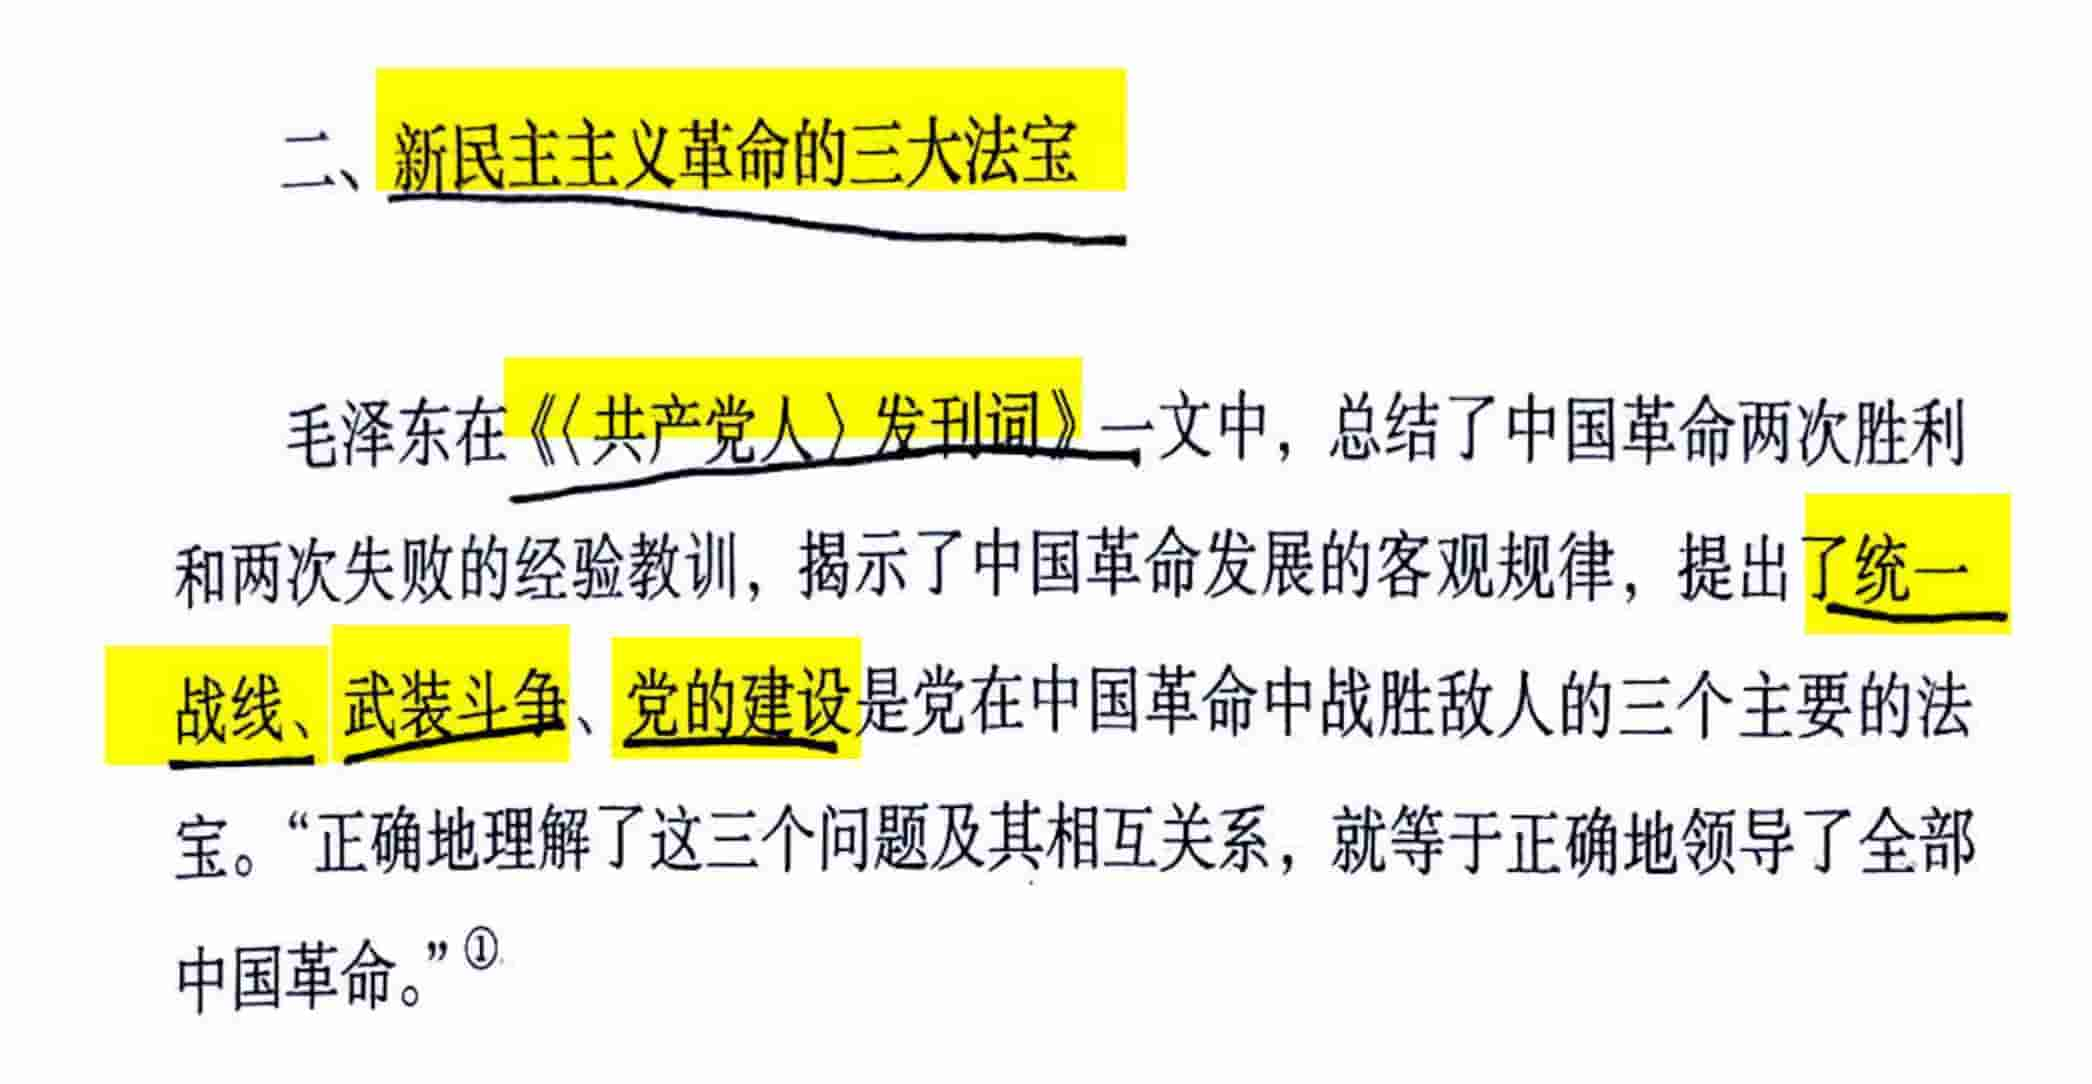 二、新民主主义革命的三大法宝
毛泽东在《〈共产党人〉发刊词》一文中，总结了中国革命两次胜利
和两次失败的经验教训，揭示了中国革命发展的客观规律，提出了统一
战线、武装斗争、党的建设是党在中国革命中战胜敌人的三个主要的法
宝。“正确地理解了这三个问题及其相互关系，就等于正确地领导了全部
中国革命。”①